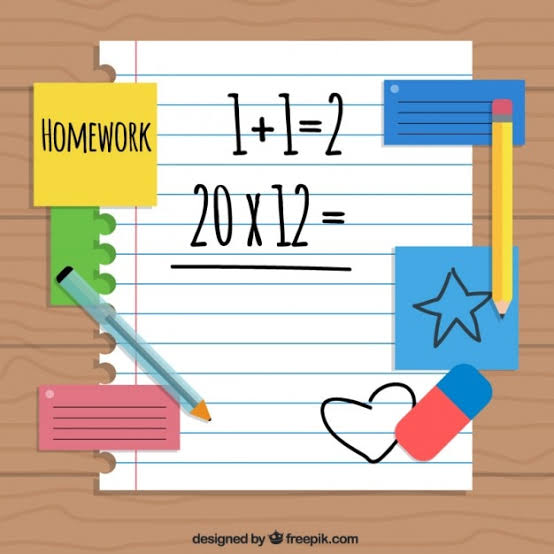 HOMEWORK
1+1=2
20 x 12 =
designed by freepik.com